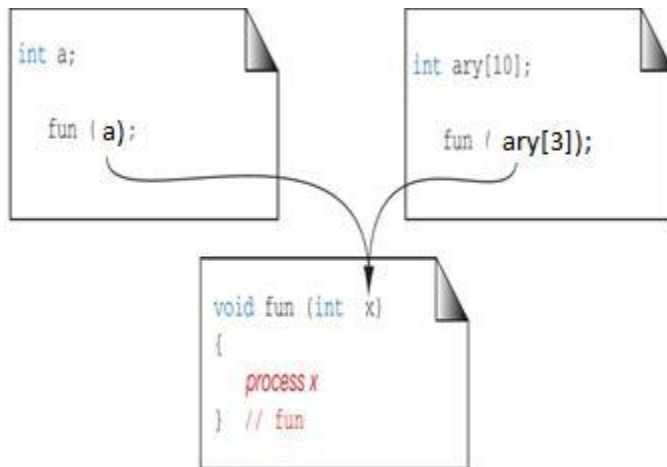 int a;
fun (a);
int ary[10];
fun ( ary[3]);
void fun (int x)
{
process x
} // fun